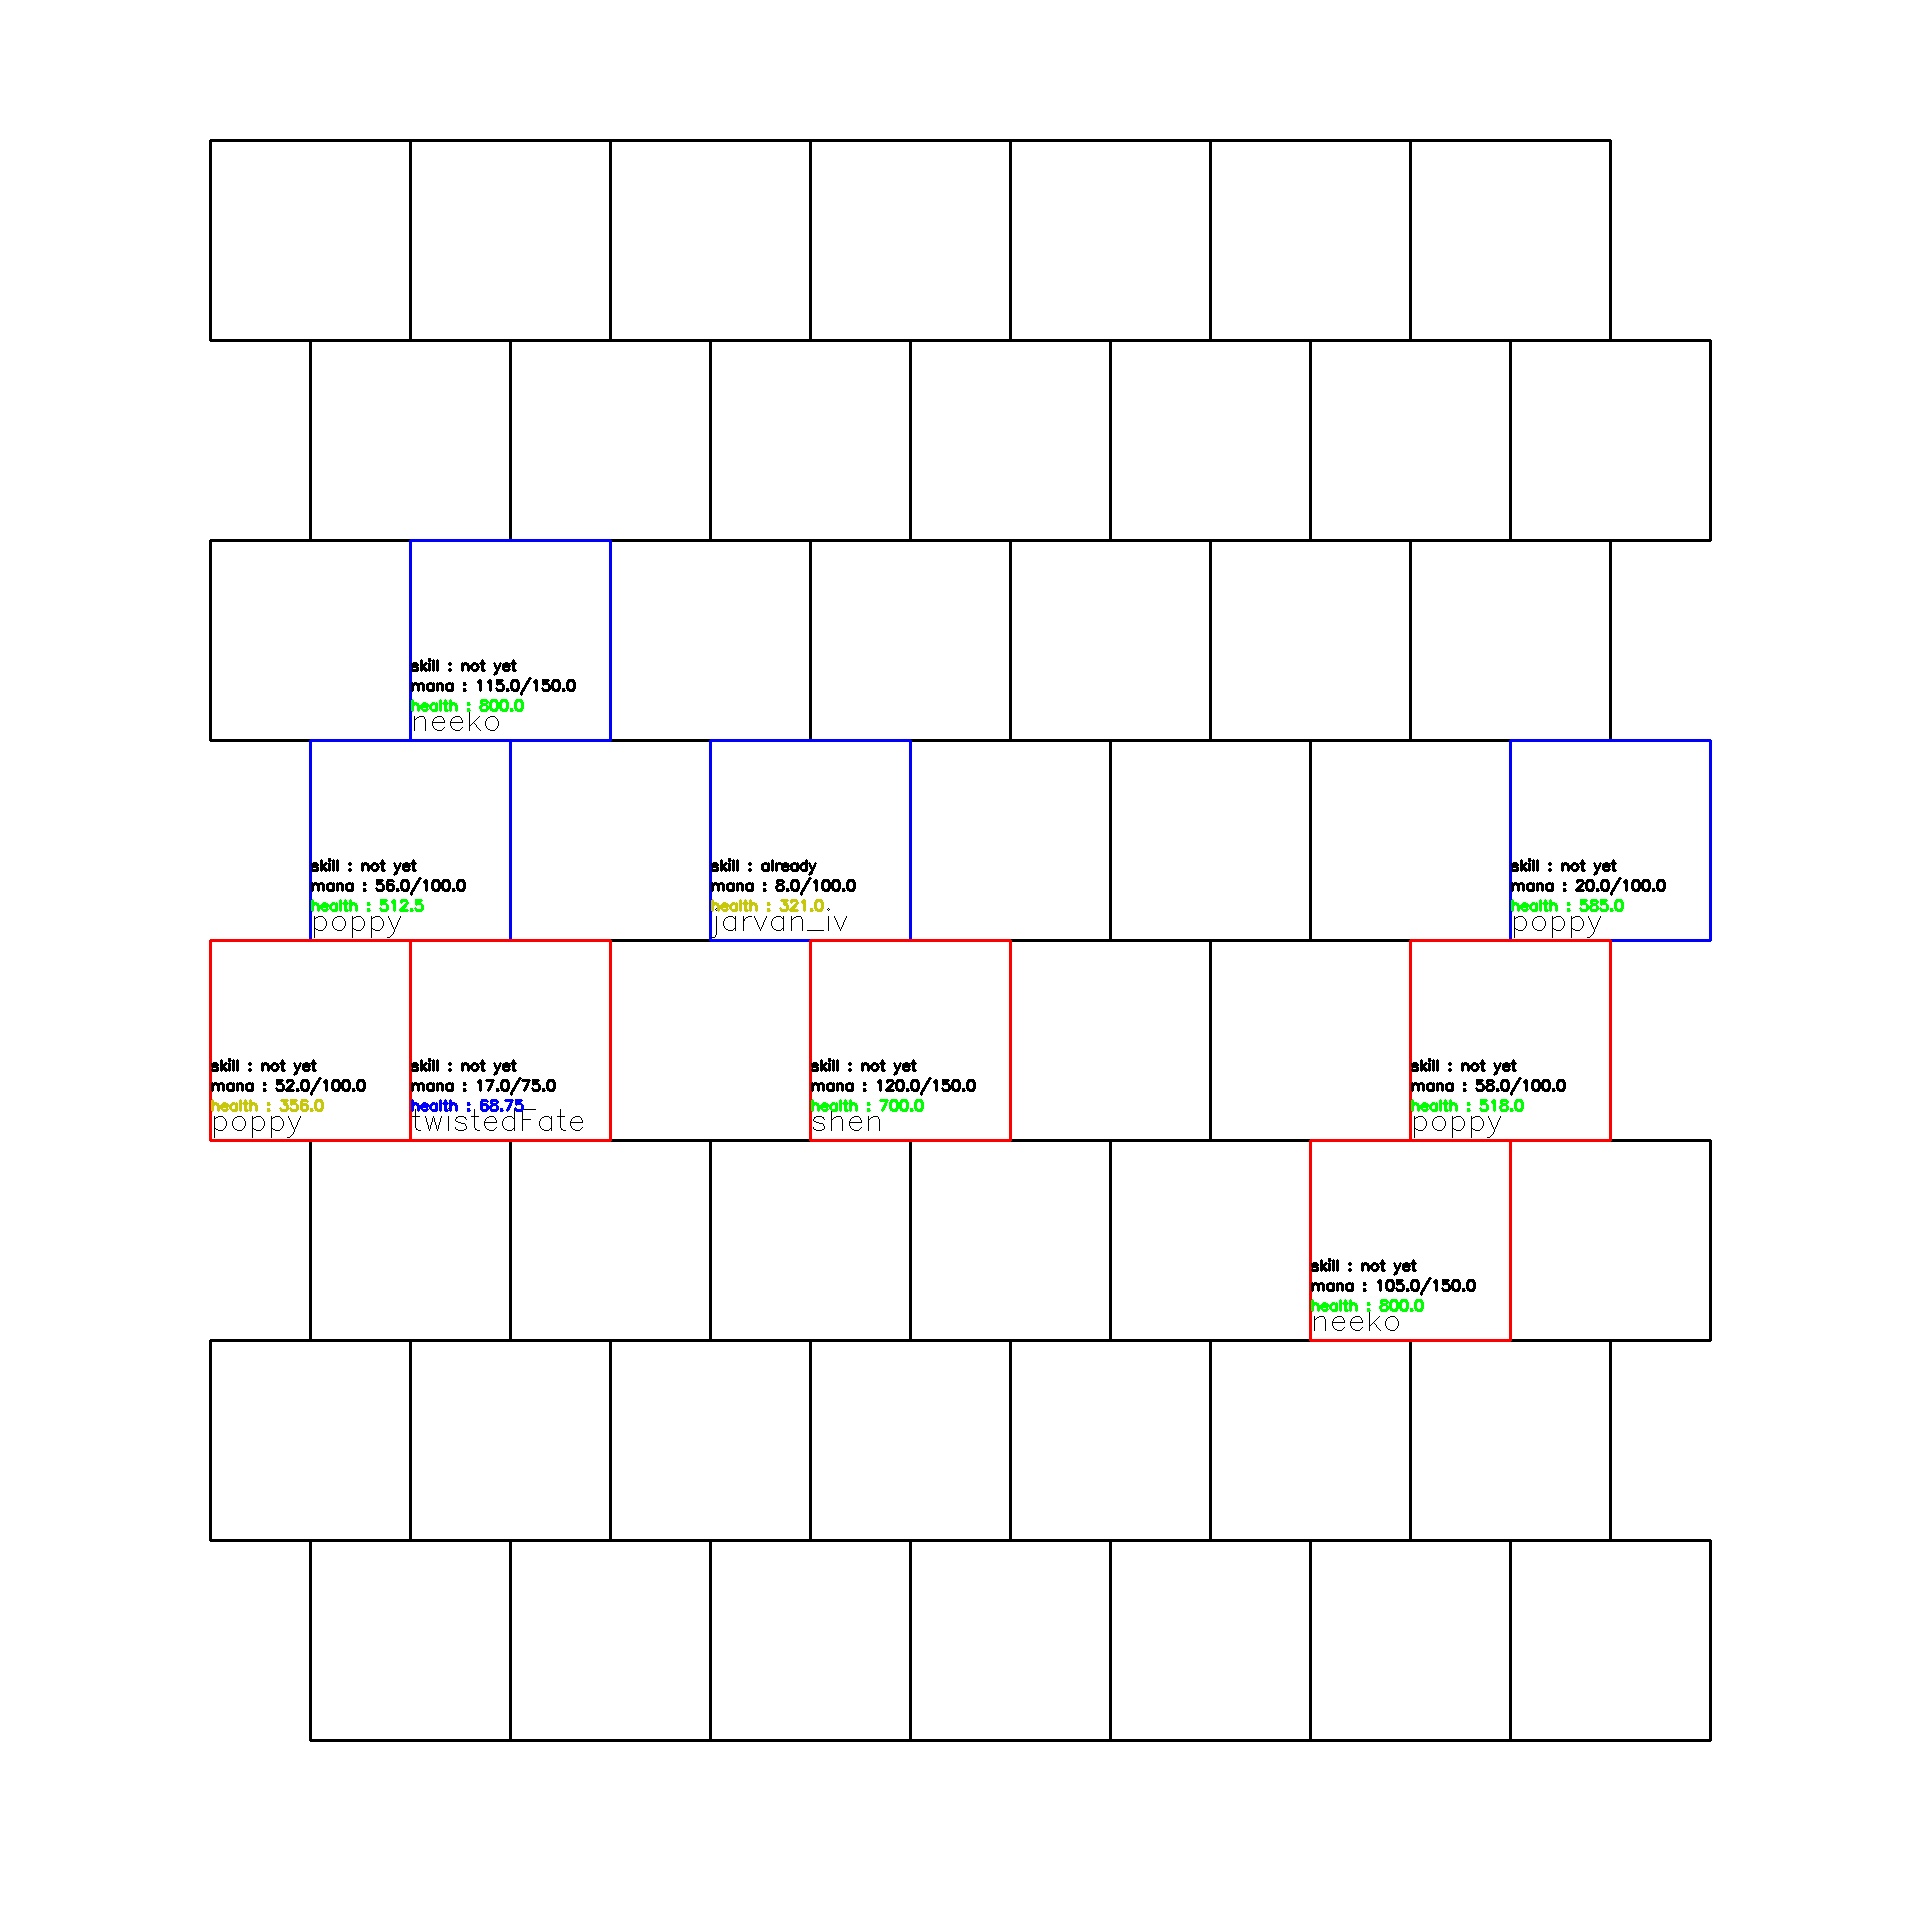 skill : not yet
mana : 115.0/150.0
health : 800.0
neeko
skill : not yet
mana : 56.0/100.0
health : 512.5
poppy
skill : already
mana : 8.0/100.0
health : 321.0
jarvan_iv
skill : not yet
mana : 20.0/100.0
health : 585.0
poppy
skill : not yet
mana : 52.0/100.0
health : 356.0
poppy
skill : not yet
mana : 17.0/75.0
health : 68.75
twistedFate
skill : not yet
mana : 120.0/150.0
health : 700.0
shen
skill : not yet
mana : 58.0/100.0
health : 518.0
poppy
skill : not yet
mana : 105.0/150.0
health : 800.0
neeko